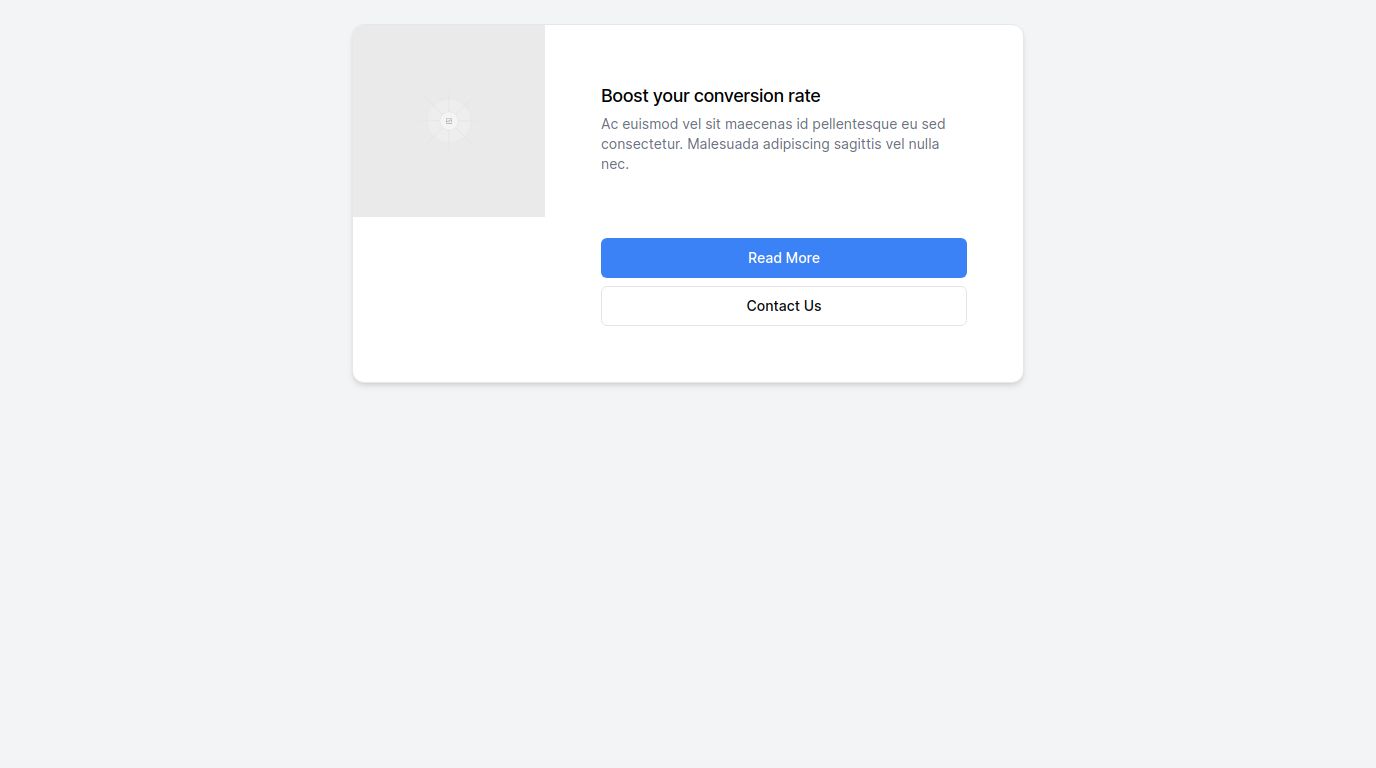 Boost your conversion rate
Ac euismod vel sit maecenas id pellentesque eu sed
consectetur. Malesuada adipiscing sagittis vel nulla
nec.
Read More
Contact Us